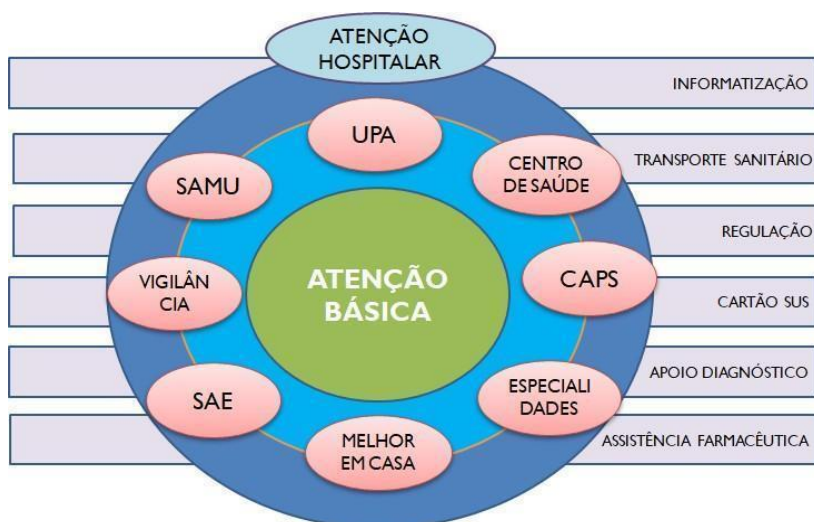 ATENÇÃO
HOSPITALAR
INFORMATIZAÇÃO
UPA
CENTRO
DE SAÚDE
TRANSPORTE SANITÁRIO
SAMU
REGULAÇÃO
ATENÇÃO
BÁSICA
VIGILÂN
CIA
CAPS
CARTÃO SUS
APOIO DIAGNÓSTICO
SAE
ESPECIALI
DADES
MELHOR
EM CASA
ASSISTÊNCIA FARMACÊUTICA